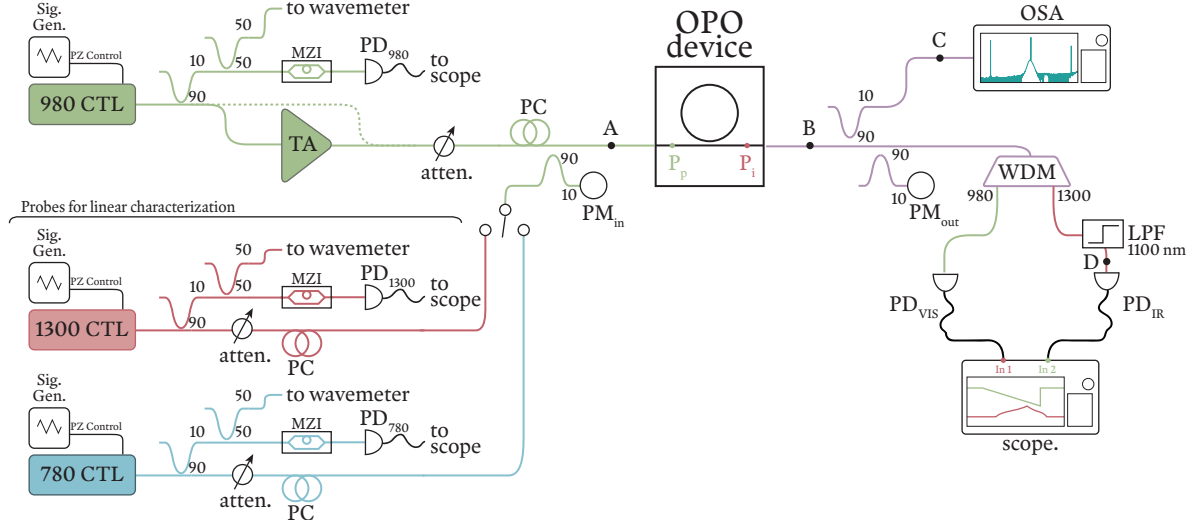 Sig.
Gen.
PZ Control
980 CTL
10
90
50
50
to wavemeter
MZI
PD980
to
scope
TA
atten.
PC
A
90
10
PMin
OPO
device
Pp
Pi
B
C
OSA
10
90
90
10
PMout
WDM
980
1300
LPF
1100 nm
D
PDVIS
PDIR
In 1
In 2
scope.
Probes for linear characterization
Sig.
Gen.
PZ Control
1300 CTL
10
90
50
50
to wavemeter
MZI
PD1300
to
scope
atten.
PC
Sig.
Gen.
PZ Control
780 CTL
10
90
50
50
to wavemeter
MZI
PD780
to
scope
atten.
PC